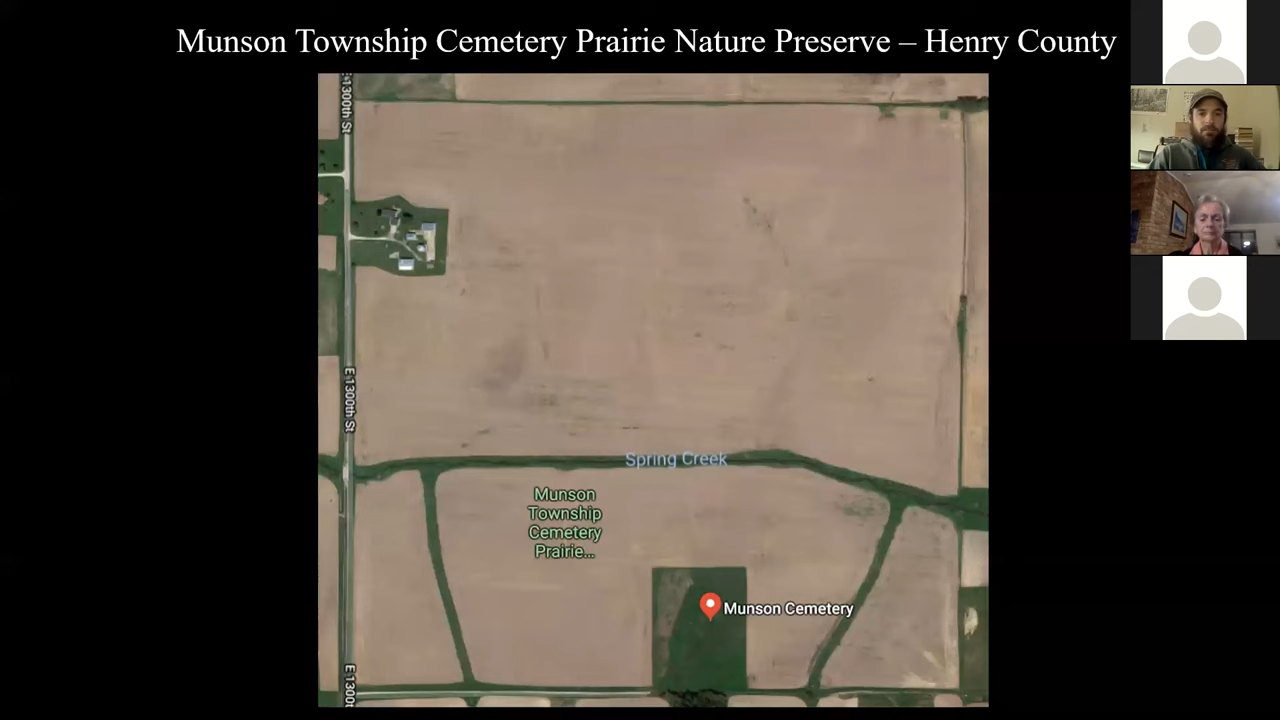 Munson Township Cemetery Prairie Nature Preserve – Henry County
E 1300th St
E 1300th St
Spring Creek
Munson
Township
Cemetery
Prairie...
Munson Cemetery
E 1300t